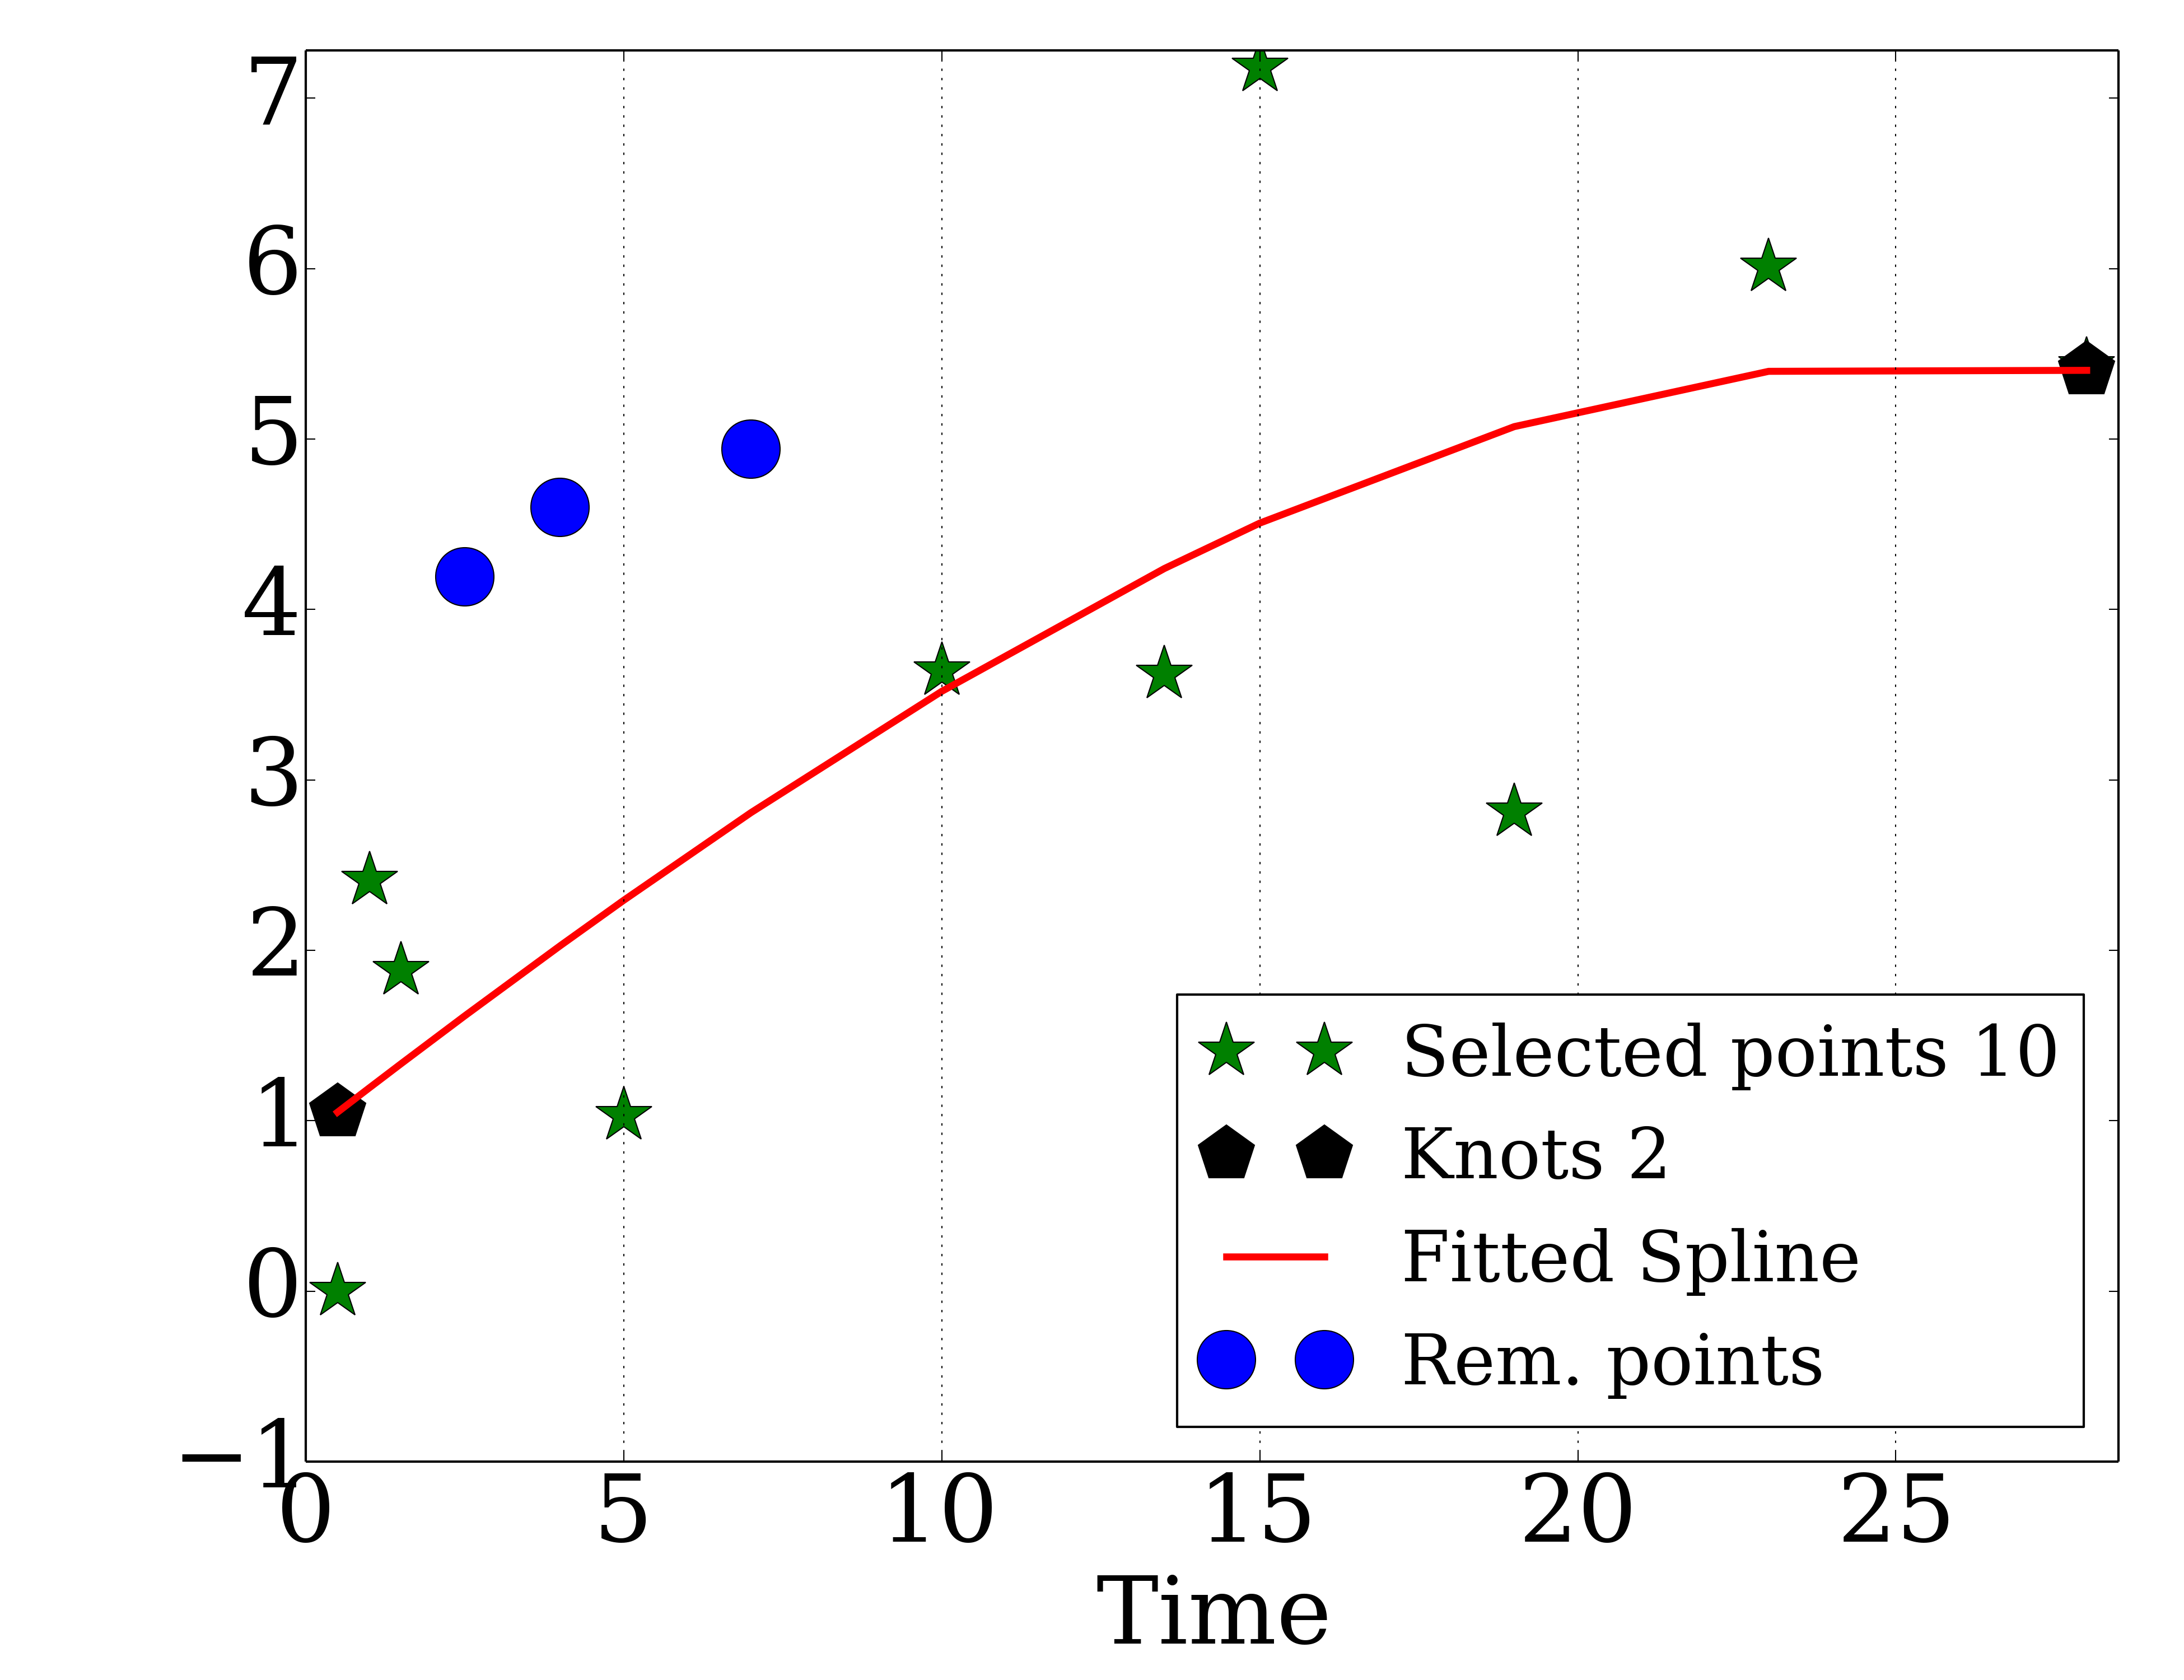 7
6
5
4
3
2
1
0
−1
0 5 10 15 20 25
Time
Selected points 10
Knots 2
Fitted Spline
Rem. points